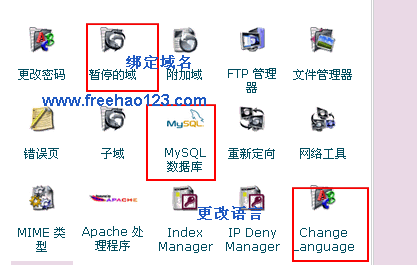 绑定域名
更改密码 暂停的域 附加域 FTP 管理器 文件管理器
www.freehao123.com
MySQL
错误页 子域 MySQL 数据库 重新定向 网络工具
APACHE
更改语言
MIME 类型 Apache 处理程序 Index Manager IP Deny Manager Change Language